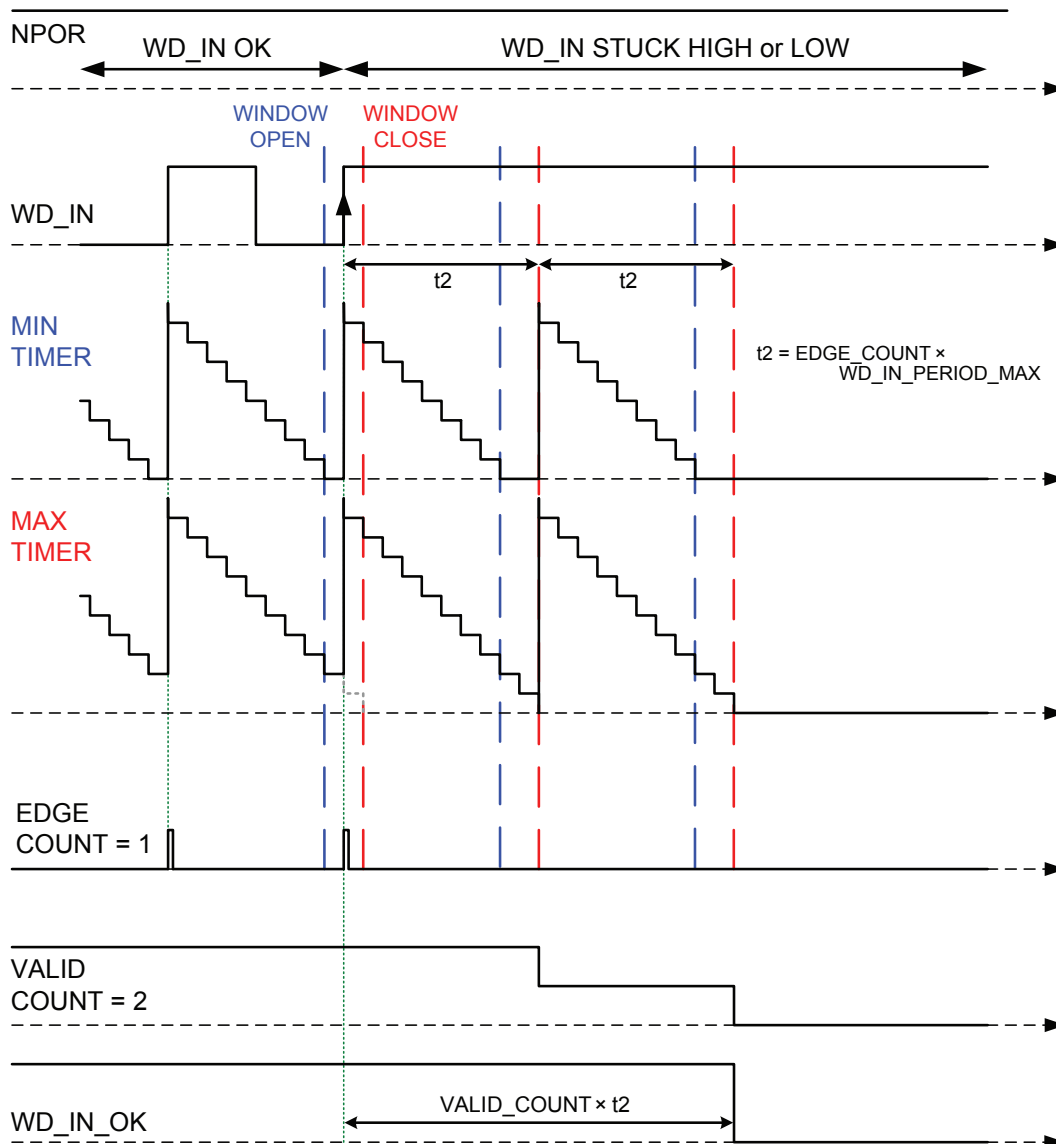 NPOR
WD_IN OK
WD_IN STUCK HIGH or LOW
WINDOW
OPEN
WINDOW
CLOSE
WD_IN
t2
t2
MIN
TIMER
t2 = EDGE_COUNT ×
WD_IN_PERIOD_MAX
MAX
TIMER
EDGE
COUNT = 1
VALID
COUNT = 2
VALID_COUNT × t2
WD_IN_OK